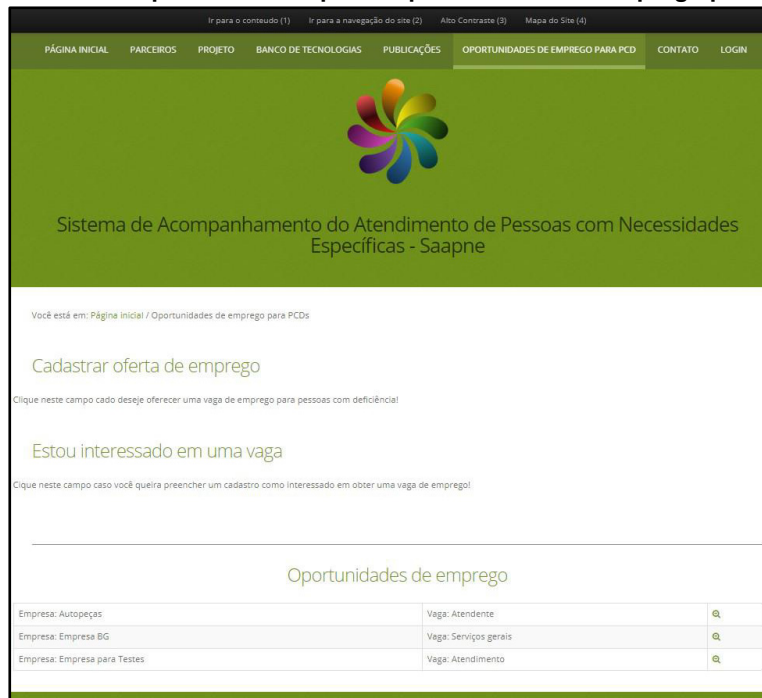 Ir para o conteudo (1) Ir para a navegação do site (2) Alto Contraste (3) Mapa do Site (4)
PÁGINA INICIAL PARCEIROS PROJETO BANCO DE TECNOLOGIAS PUBLICAÇÕES OPORTUNIDADES DE EMPREGO PARA PCD CONTATO LOGIN
Sistema de Acompanhamento do Atendimento de Pessoas com Necessidades
Específicas - Saapne
Você está em: Página inicial / Oportunidades de emprego para PCDs
Cadastrar oferta de emprego
Clique neste campo cado deseje oferecer uma vaga de emprego para pessoas com deficência!
Estou interessado em uma vaga
Cique neste campo caso você queira preencher um cadastro como interessado em obter uma vaga de emprego!
Oportunidades de emprego
Empresa: Autopeças Vaga: Atendente
Empresa: Empresa BG Vaga: Serviços gerais
Empresa: Empresa para Testes Vaga: Atendimento